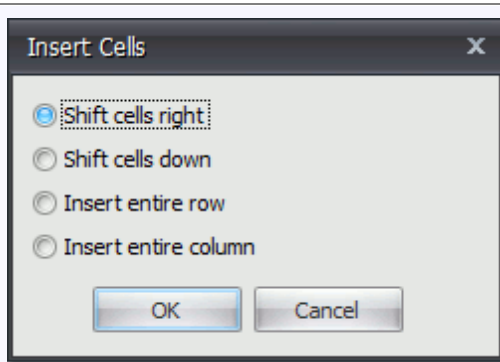 Insert Cells
Shift cells right
Shift cells down
Insert entire row
Insert entire column
OK Cancel